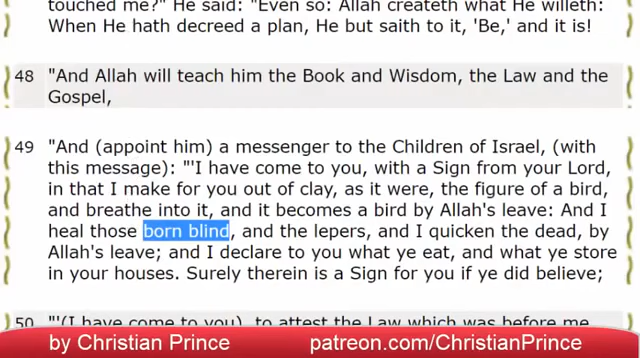 touched me?" He said: "Even so: Allah createth what He willeth:
When He hath decreed a plan, He but saith to it, 'Be,' and it is!
48 "And Allah will teach him the Book and Wisdom, the Law and the
Gospel,
49 "And (appoint him) a messenger to the Children of Israel, (with
this message): "'I have come to you, with a Sign from your Lord,
in that I make for you out of clay, as it were, the figure of a bird,
and breathe into it, and it becomes a bird by Allah's leave: And I
heal those born blind, and the lepers, and I quicken the dead, by
Allah's leave; and I declare to you what ye eat, and what ye store
in your houses. Surely therein is a Sign for you if ye did believe;
50 "'(I have come to you), to attest the Law which was before me.
by Christian Prince patreon.com/ChristianPrince